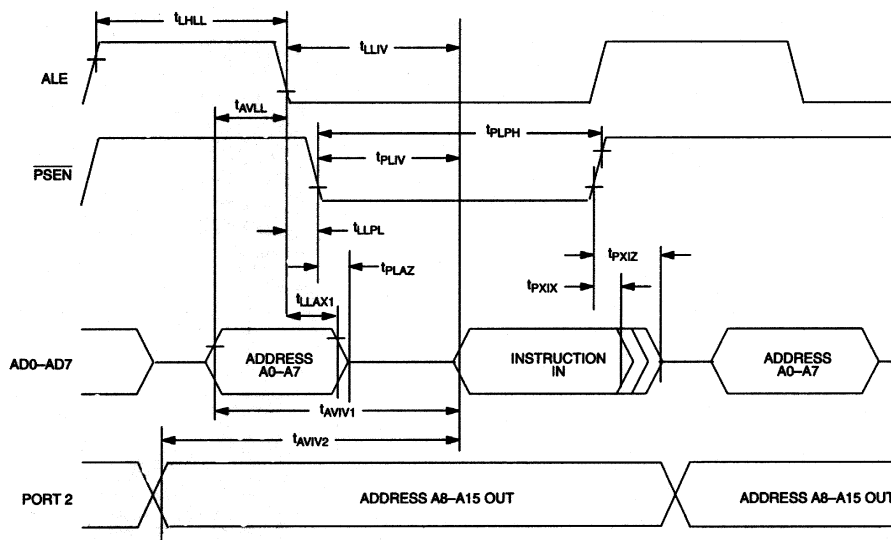 tLHLL
tLLIV
ALE
tAVLL
tPLPH
PSEN
tPLIV
tLLPL
tPLAZ
tPXIZ
tPXIX
tLLAX1
AD0–AD7
ADDRESS
A0–A7
INSTRUCTION
IN
ADDRESS
A0–A7
tAVIV1
tAVIV2
PORT 2
ADDRESS A8–A15 OUT
ADDRESS A8–A15 OUT